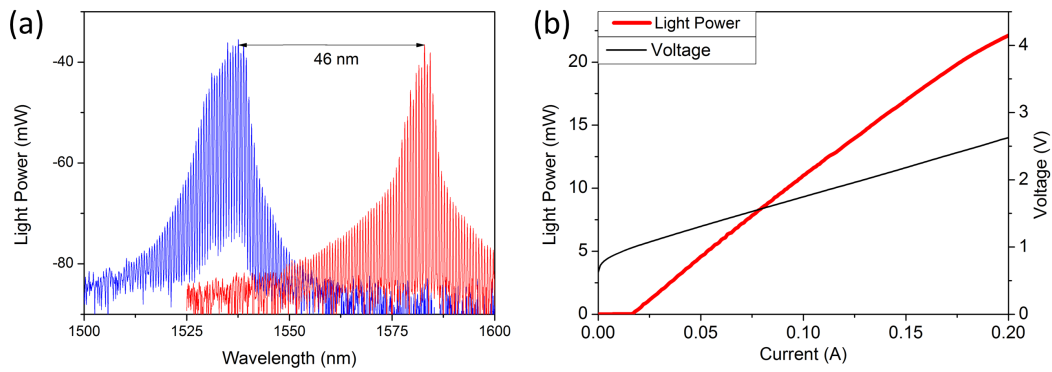 (a)
46 nm
Light Power (mW)
-40
-60
-80
1500
1525
1550
1575
1600
Wavelength (nm)
(b)
Light Power
Voltage
Light Power (mW)
20
15
10
5
0
4
3
2
1
0
Voltage (V)
0.00
0.05
0.10
0.15
0.20
Current (A)